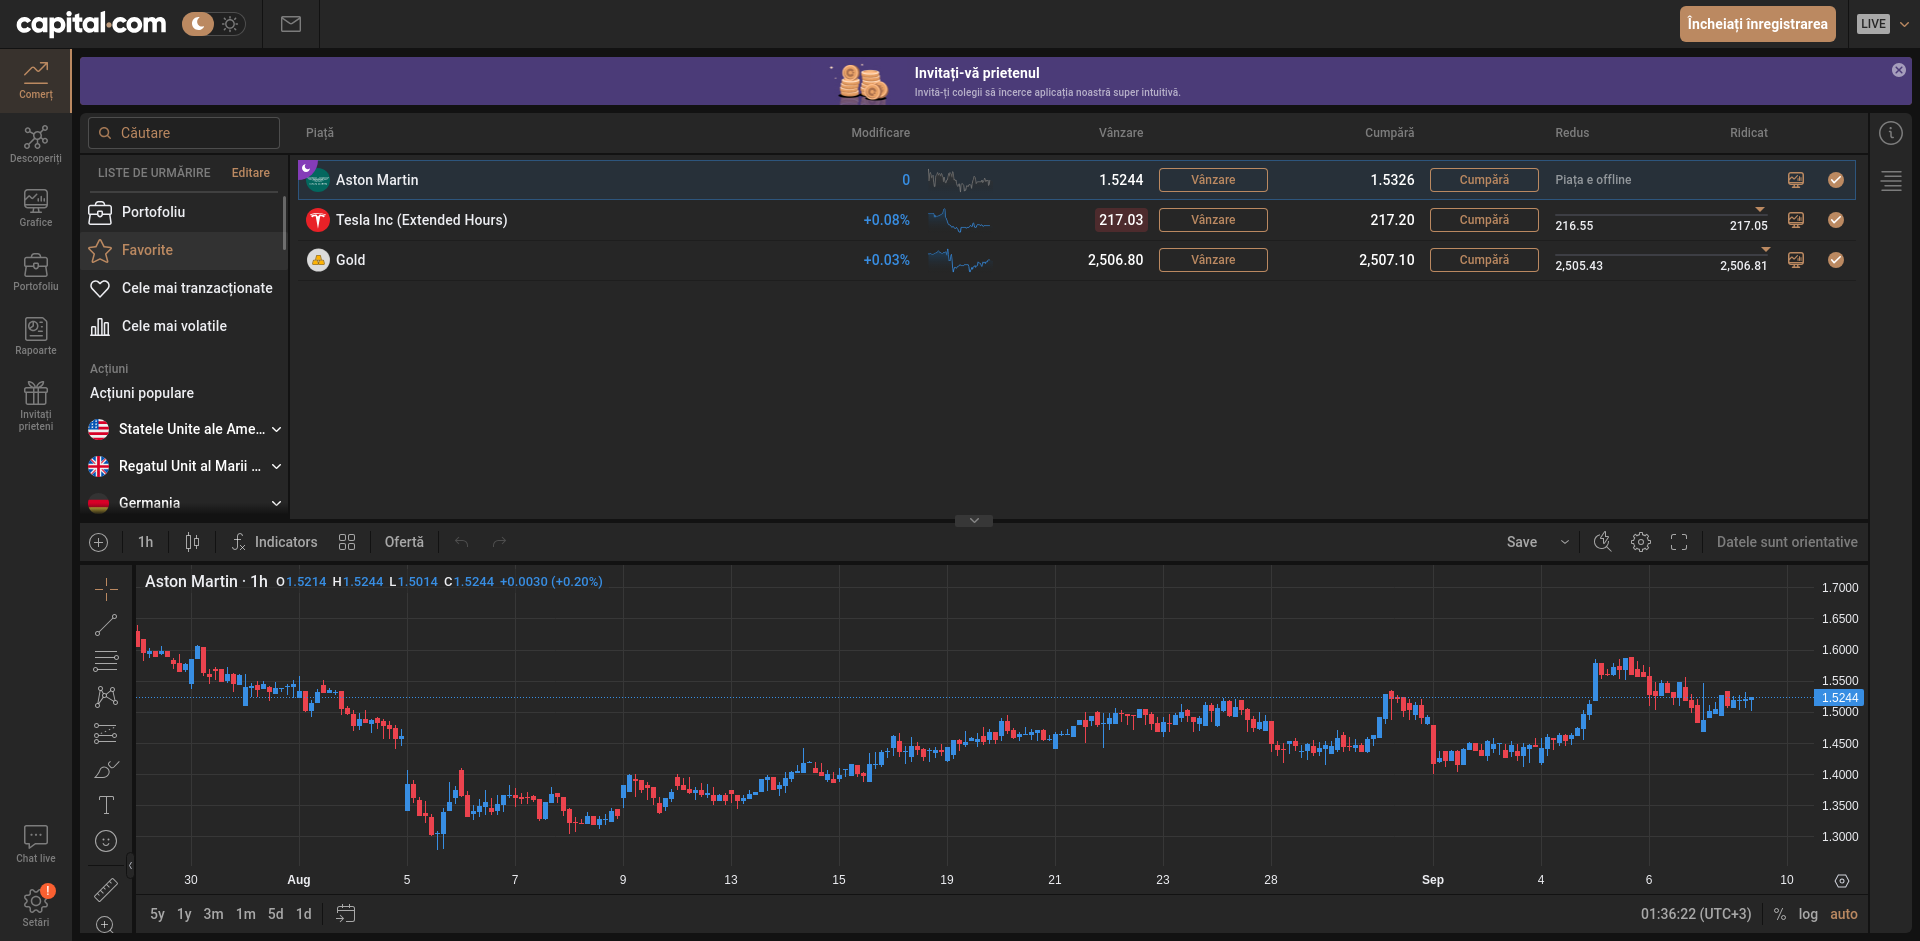 capital.com
Încheiați înregistrarea
LIVE
Comerț
Descoperiți
Grafice
Portofoliu
Rapoarte
Invitați
prieteni
Chat live
!
Setări
Invitați-vă prietenul
Invită-ți colegii să încerce aplicația noastră super intuitivă.
Căutare
LISTE DE URMĂRIRE Editare
Portofoliu
Favorite
Cele mai tranzacționate
Cele mai volatile
Acțiuni
Acțiuni populare
Statele Unite ale Ame...
Regatul Unit al Marii ...
Germania
Piață Modificare Vânzare Cumpără Redus Ridicat
Aston Martin 0 1.5244 Vânzare 1.5326 Cumpără Piața e offline
Tesla Inc (Extended Hours) +0.08% 217.03 Vânzare 217.20 Cumpără 216.55 217.05
Gold +0.03% 2,506.80 Vânzare 2,507.10 Cumpără 2,505.43 2,506.81
1h Indicators Ofertă Save Datele sunt orientative
Aston Martin · 1h O1.5214 H1.5244 L1.5014 C1.5244 +0.0030 (+0.20%)
1.7000
1.6500
1.6000
1.5500
1.5244
1.5000
1.4500
1.4000
1.3500
1.3000
30 Aug 5 7 9 13 15 19 21 23 28 Sep 4 6 10
5y 1y 3m 1m 5d 1d 01:36:22 (UTC+3) % log auto